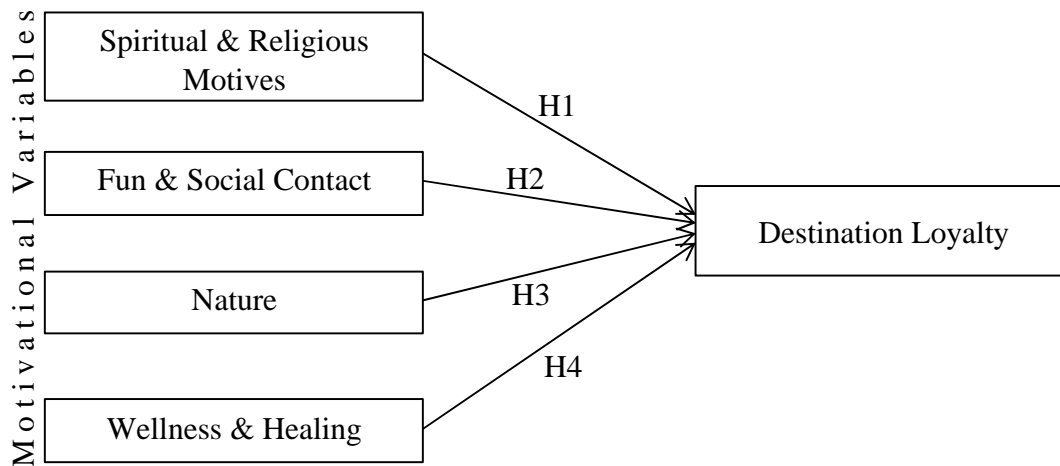 Motivational Variables
Spiritual & Religious
Motives
H1
Fun & Social Contact
H2
Destination Loyalty
Nature
H3
H4
Wellness & Healing